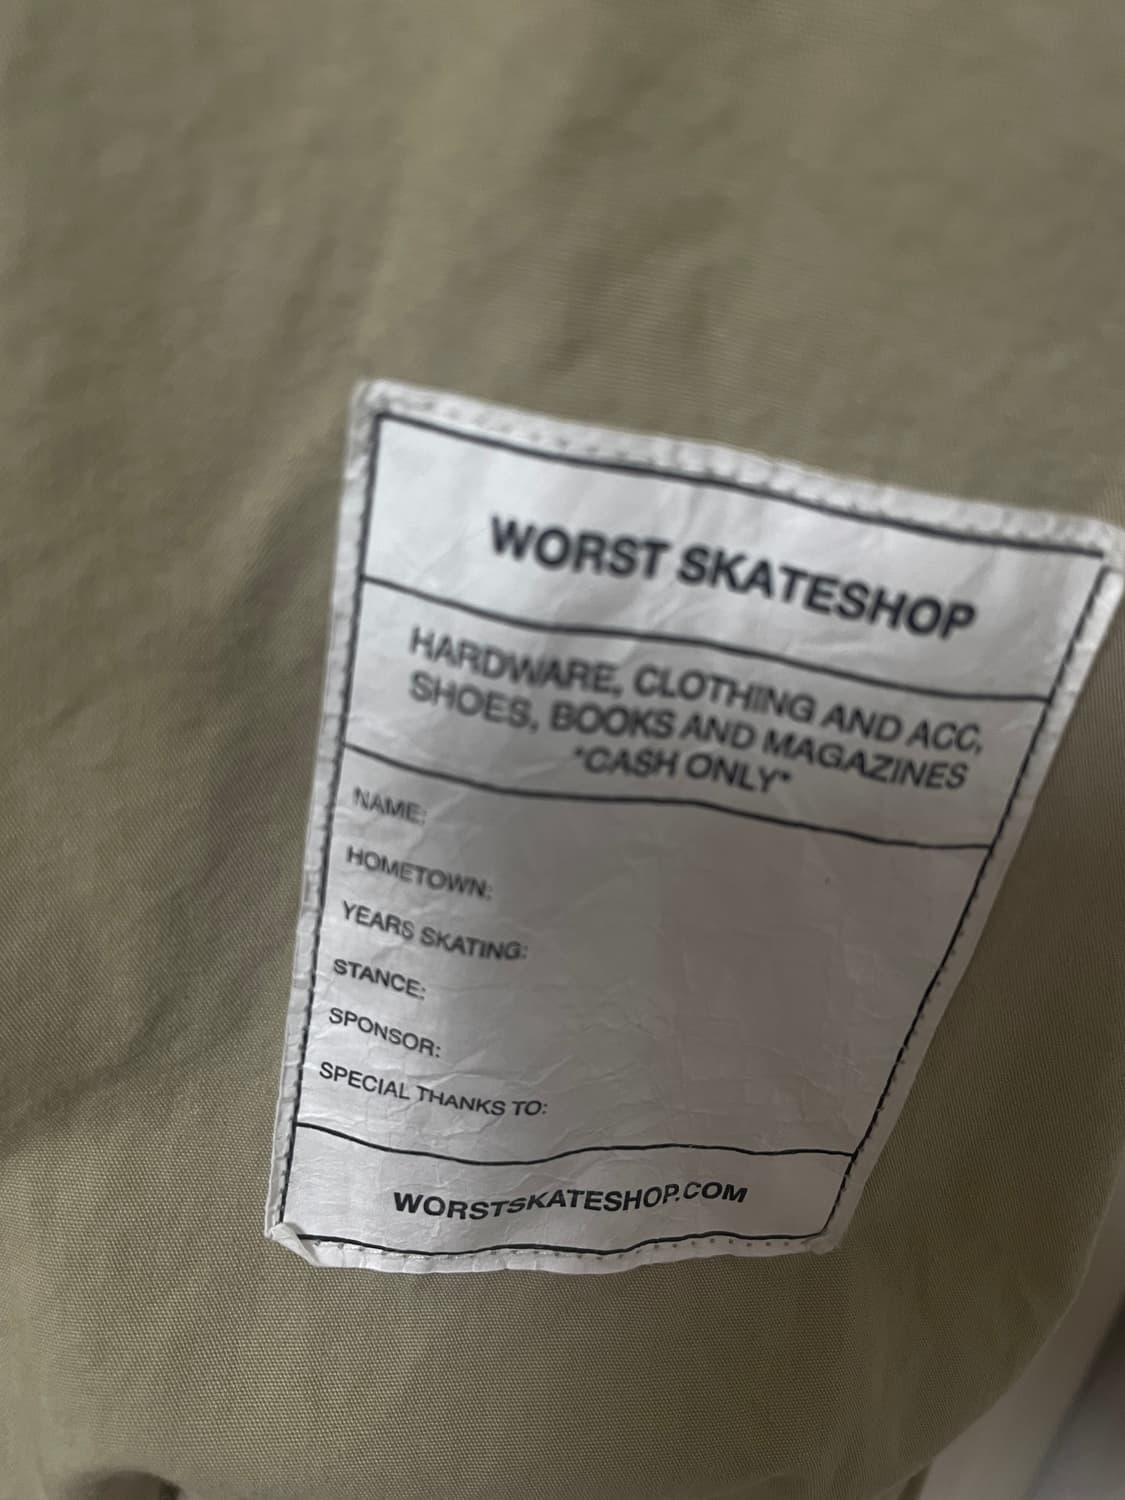 WORST SKATESHOP
HARDWARE, CLOTHING AND ACC,
SHOES, BOOKS AND MAGAZINES
*CASH ONLY*
NAME:
HOMETOWN:
YEARS SKATING:
STANCE:
SPONSOR:
SPECIAL THANKS TO:
WORSTSKATESHOP.COM